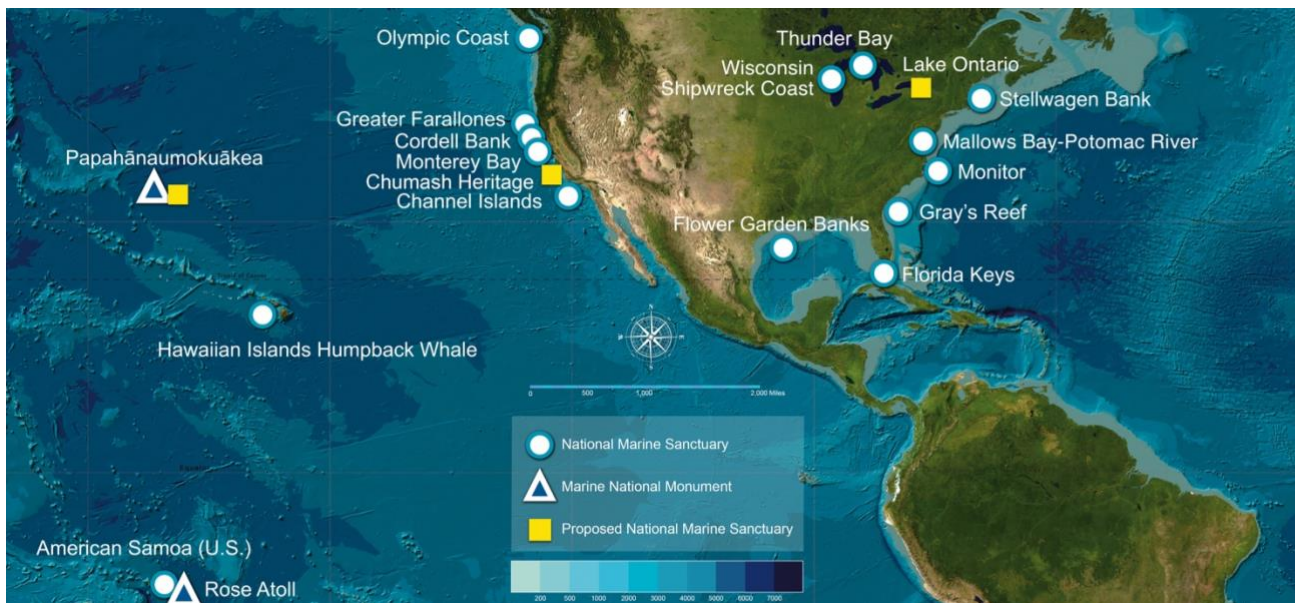 Olympic Coast
Thunder Bay
Wisconsin
Shipwreck Coast
Lake Ontario
Stellwagen Bank
Greater Farallones
Cordell Bank
Monterey Bay
Chumash Heritage
Channel Islands
Mallows Bay-Potomac River
Monitor
Papahānaumokuākea
Gray's Reef
Flower Garden Banks
Florida Keys
Hawaiian Islands Humpback Whale
N
E
S
0 500 1,000 2,000 Miles
National Marine Sanctuary
Marine National Monument
Proposed National Marine Sanctuary
American Samoa (U.S.)
Rose Atoll
200 500 1000 2000 3000 4000 5000 6000 7000